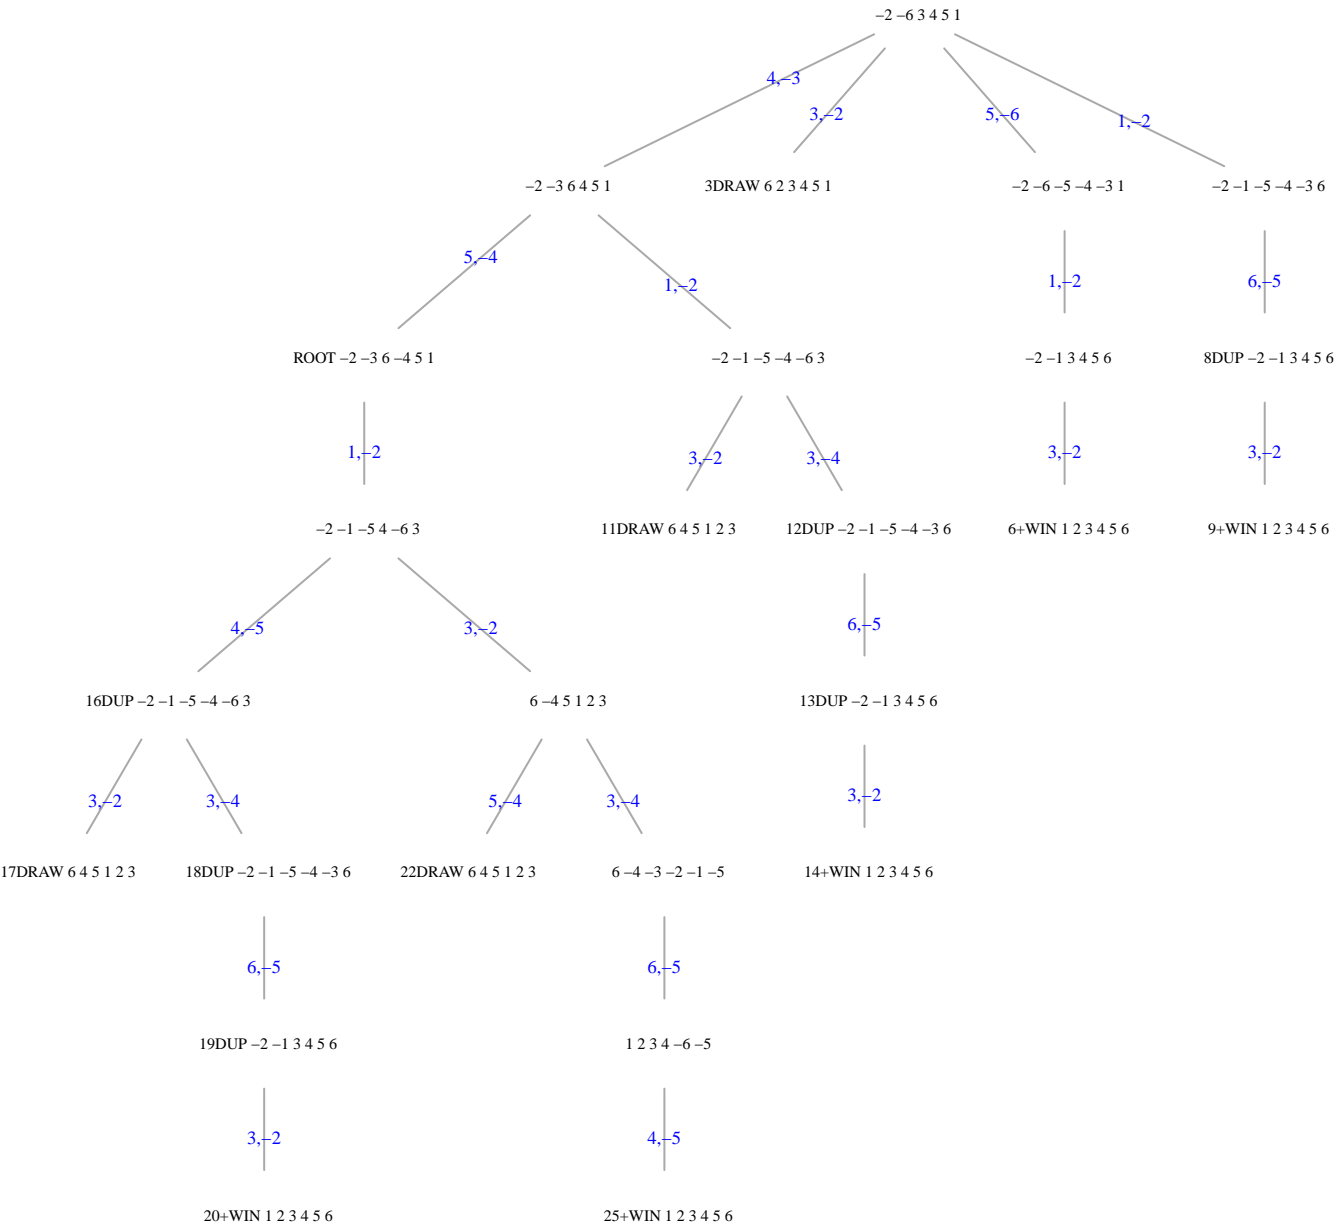 –2 –6 3 4 5 1
4,–3
3,–2
5,–6
1,–2
–2 –3 6 4 5 1
3DRAW 6 2 3 4 5 1
–2 –6 –5 –4 –3 1
–2 –1 –5 –4 –3 6
5,–4
1,–2
1,–2
6,–5
ROOT –2 –3 6 –4 5 1
–2 –1 –5 –4 –6 3
–2 –1 3 4 5 6
8DUP –2 –1 3 4 5 6
1,–2
3,–2
3,–4
3,–2
3,–2
–2 –1 –5 4 –6 3
11DRAW 6 4 5 1 2 3
12DUP –2 –1 –5 –4 –3 6
6+WIN 1 2 3 4 5 6
9+WIN 1 2 3 4 5 6
4,–5
3,–2
6,–5
16DUP –2 –1 –5 –4 –6 3
6 –4 5 1 2 3
13DUP –2 –1 3 4 5 6
3,–2
3,–4
5,–4
3,–4
3,–2
17DRAW 6 4 5 1 2 3
18DUP –2 –1 –5 –4 –3 6
22DRAW 6 4 5 1 2 3
6 –4 –3 –2 –1 –5
14+WIN 1 2 3 4 5 6
6,–5
6,–5
19DUP –2 –1 3 4 5 6
1 2 3 4 –6 –5
3,–2
4,–5
20+WIN 1 2 3 4 5 6
25+WIN 1 2 3 4 5 6